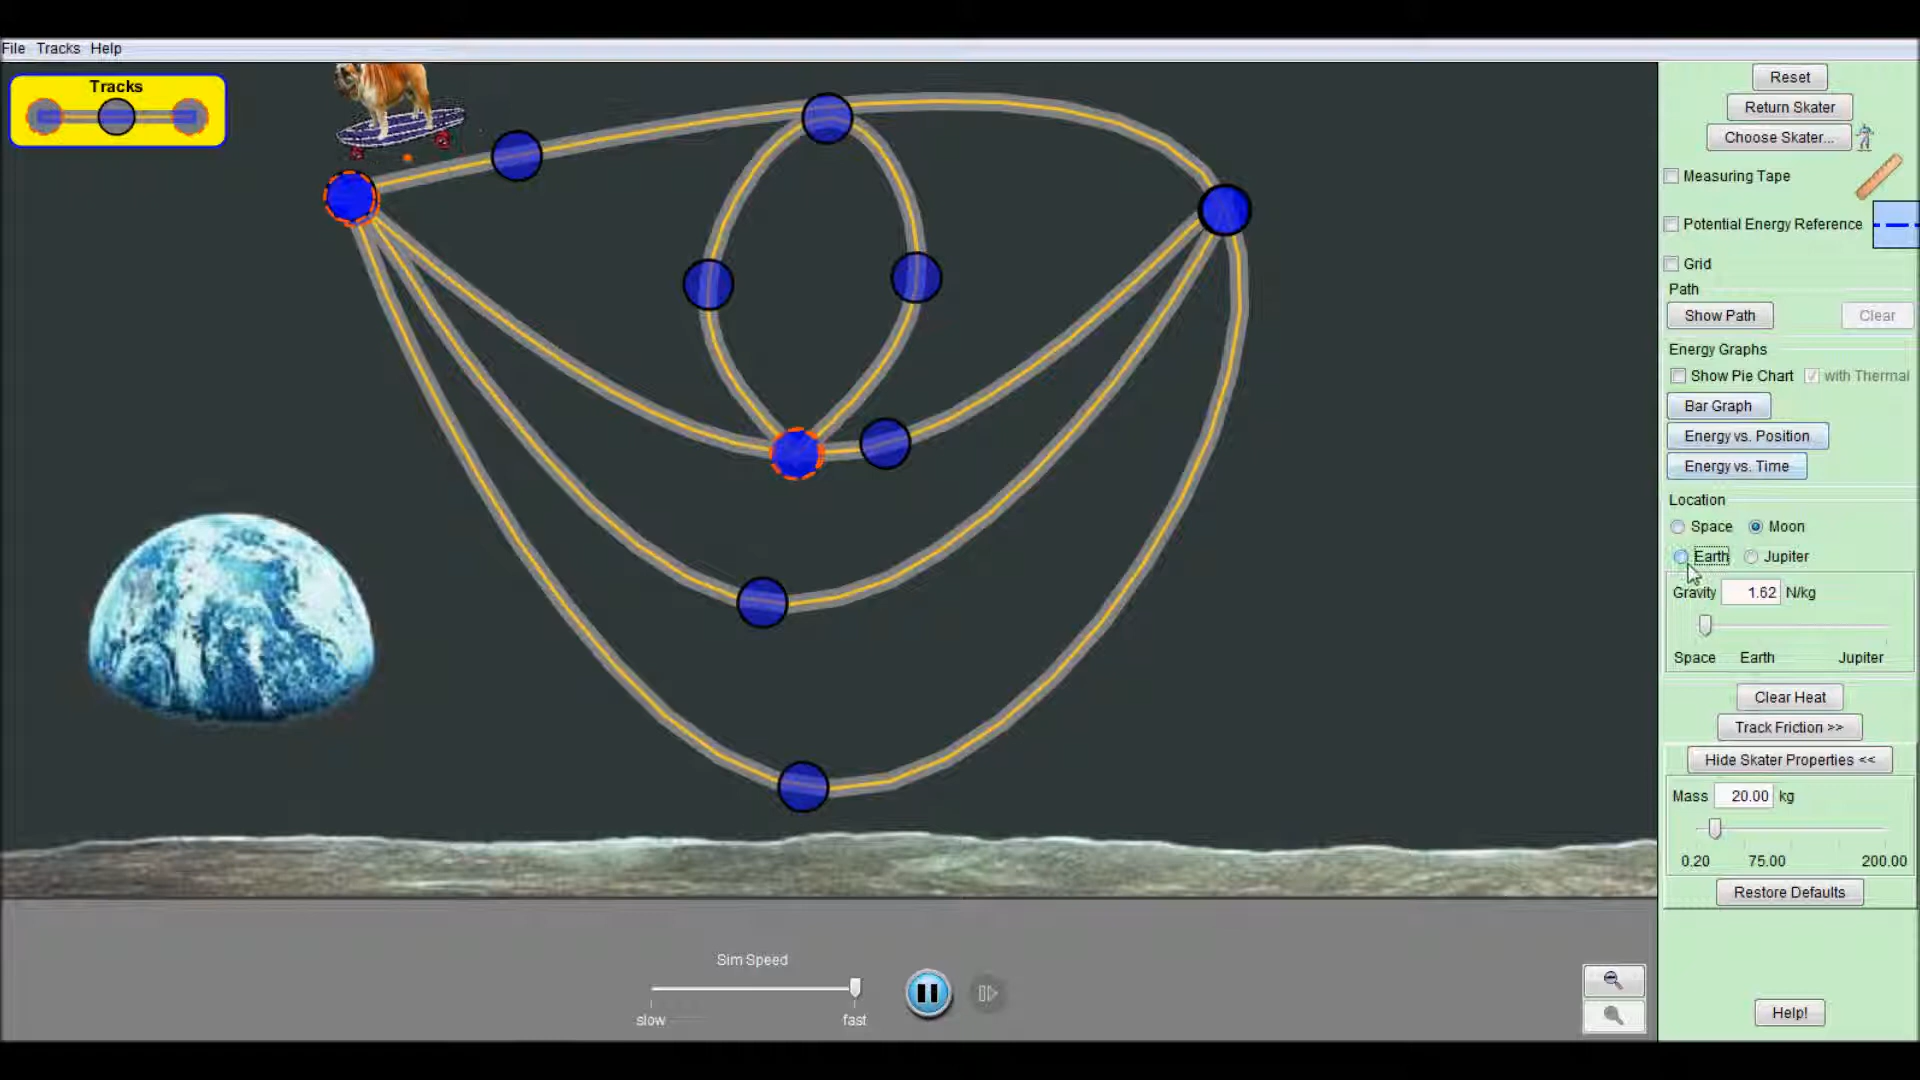 File Tracks Help
Tracks
Reset
Return Skater
Choose Skater...
Measuring Tape
Potential Energy Reference
Grid
Path
Show Path Clear
Energy Graphs
Show Pie Chart with Thermal
Bar Graph
Energy vs. Position
Energy vs. Time
Location
Space Moon
Earth Jupiter
Gravity 1.62 N/kg
Space Earth Jupiter
Clear Heat
Track Friction >>
Hide Skater Properties <<
Mass 20.00 kg
0.20 75.00 200.00
Restore Defaults
Sim Speed
slow fast
Help!